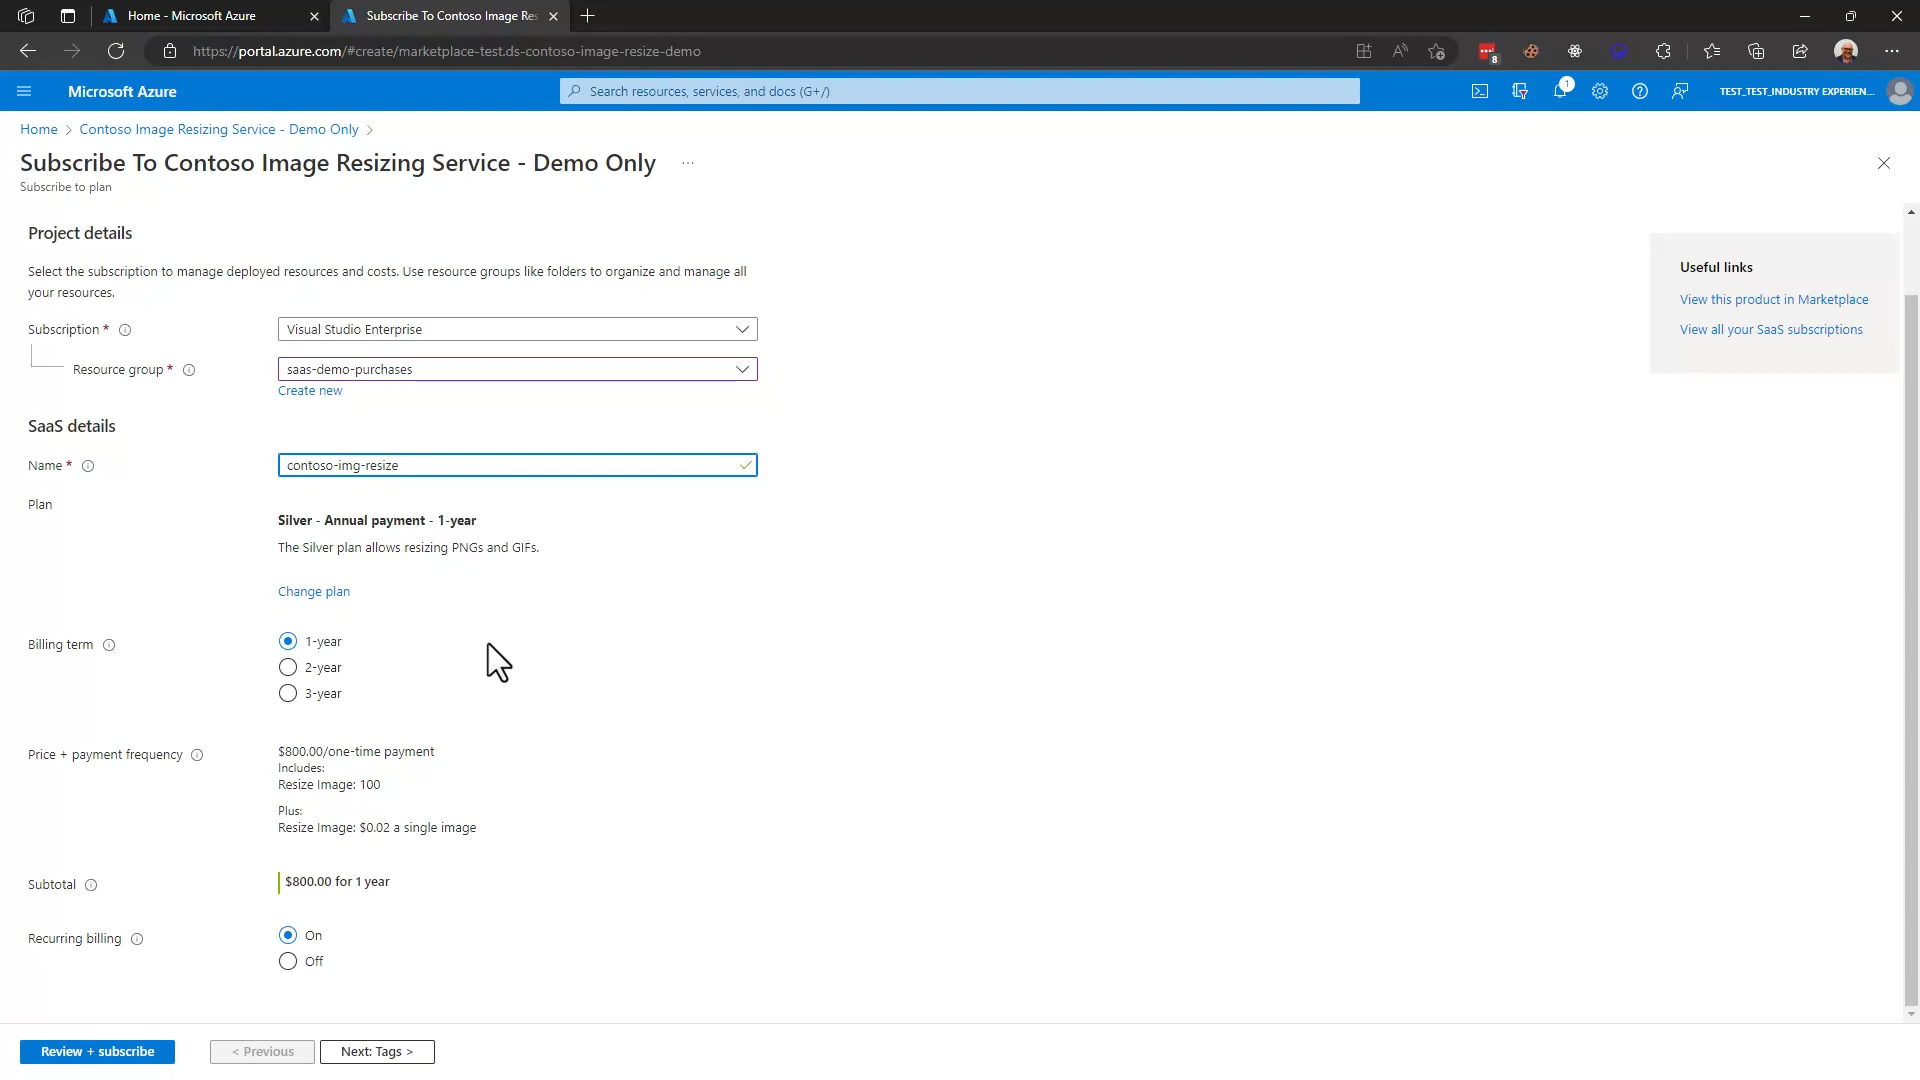 Home - Microsoft Azure
Subscribe To Contoso Image Res
https://portal.azure.com/#create/marketplace-test.ds-contoso-image-resize-demo
8
Microsoft Azure
Search resources, services, and docs (G+/)
1
TEST_TEST_INDUSTRY EXPERIEN...
Home > Contoso Image Resizing Service - Demo Only >
Subscribe To Contoso Image Resizing Service - Demo Only ...
Subscribe to plan
Project details
Select the subscription to manage deployed resources and costs. Use resource groups like folders to organize and manage all
your resources.
Subscription *
Visual Studio Enterprise
Resource group *
saas-demo-purchases
Create new
SaaS details
Name *
contoso-img-resize
Plan
Silver - Annual payment - 1-year
The Silver plan allows resizing PNGs and GIFs.
Change plan
Billing term
1-year
2-year
3-year
Price + payment frequency
$800.00/one-time payment
Includes:
Resize Image: 100
Plus:
Resize Image: $0.02 a single image
Subtotal
$800.00 for 1 year
Recurring billing
On
Off
Useful links
View this product in Marketplace
View all your SaaS subscriptions
Review + subscribe
< Previous
Next: Tags >